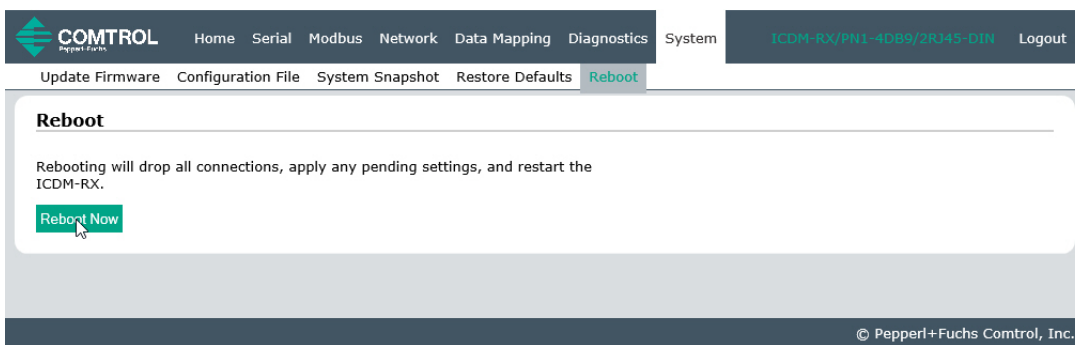 COMTROL
Pepperl+Fuchs
Home Serial Modbus Network Data Mapping Diagnostics System ICDM-RX/PN1-4DB9/2RJ45-DIN Logout
Update Firmware Configuration File System Snapshot Restore Defaults Reboot
Reboot
Rebooting will drop all connections, apply any pending settings, and restart the
ICDM-RX.
Reboot Now
© Pepperl+Fuchs Comtrol, Inc.